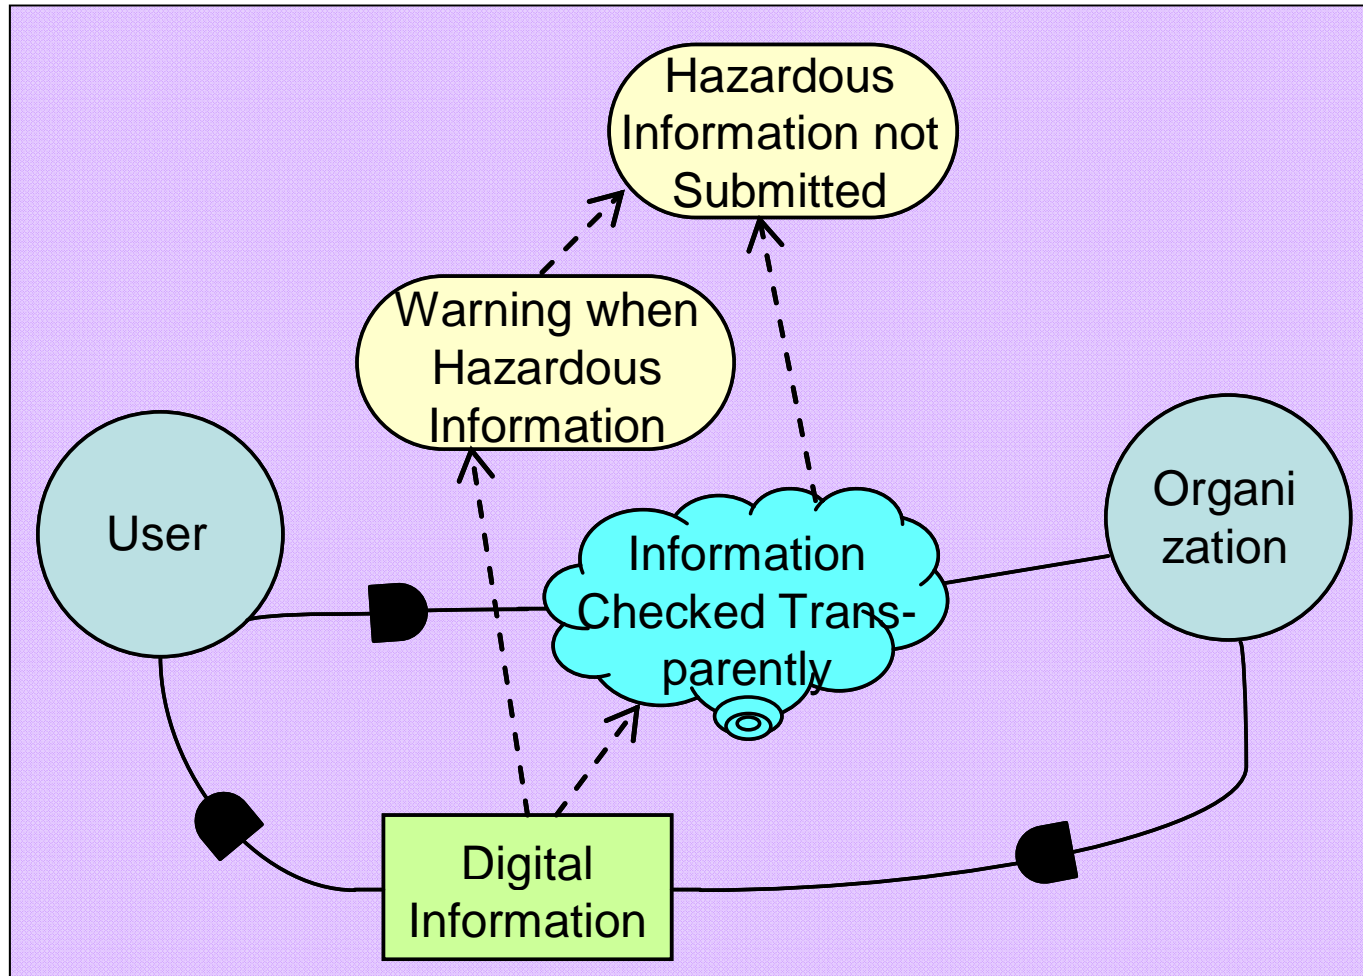 Hazardous
Information not
Submitted
Warning when
Hazardous
Information
User
Information
Checked Trans-
parently
Organi
zation
Digital
Information